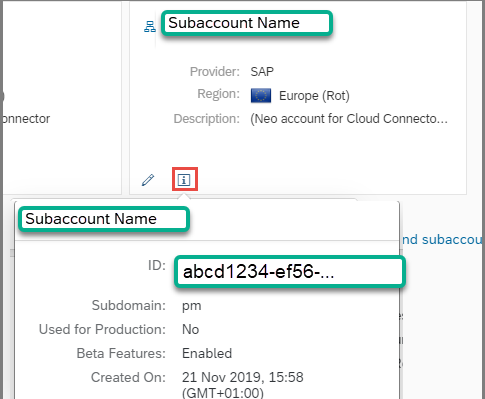 Subaccount Name
Provider: SAP
Region: Europe (Rot)
onnector
Description: (Neo account for Cloud Connecto...
Subaccount Name
nd subaccou
ID: abcd1234-ef56-...
Subdomain: pm
Used for Production: No
Beta Features: Enabled
Created On: 21 Nov 2019, 15:58
(GMT+01:00)